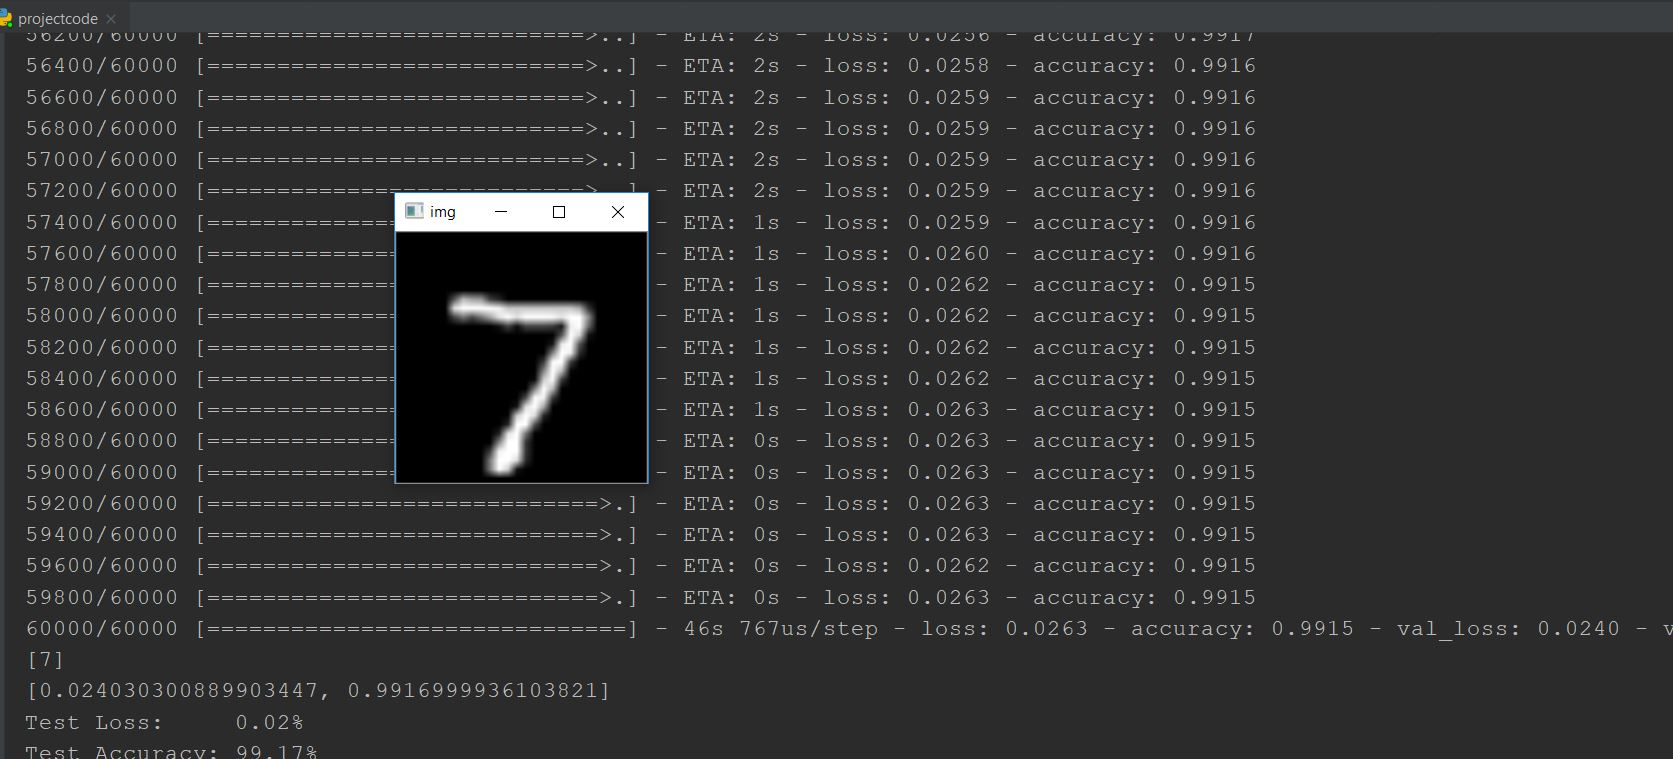 projectcode
56200/60000 [===========================>..] - ETA: 2s - loss: 0.0256 - accuracy: 0.9917
56400/60000 [===========================>..] - ETA: 2s - loss: 0.0258 - accuracy: 0.9916
56600/60000 [===========================>..] - ETA: 2s - loss: 0.0259 - accuracy: 0.9916
56800/60000 [===========================>..] - ETA: 2s - loss: 0.0259 - accuracy: 0.9916
57000/60000 [===========================>..] - ETA: 2s - loss: 0.0259 - accuracy: 0.9916
57200/60000 [===========================>..] - ETA: 2s - loss: 0.0259 - accuracy: 0.9916
img
57400/60000 [============= - ETA: 1s - loss: 0.0259 - accuracy: 0.9916
57600/60000 [============= - ETA: 1s - loss: 0.0260 - accuracy: 0.9916
57800/60000 [============= - ETA: 1s - loss: 0.0262 - accuracy: 0.9915
58000/60000 [============= - ETA: 1s - loss: 0.0262 - accuracy: 0.9915
7
58200/60000 [============= - ETA: 1s - loss: 0.0262 - accuracy: 0.9915
58400/60000 [============= - ETA: 1s - loss: 0.0262 - accuracy: 0.9915
58600/60000 [============= - ETA: 1s - loss: 0.0263 - accuracy: 0.9915
58800/60000 [============= - ETA: 0s - loss: 0.0263 - accuracy: 0.9915
59000/60000 [============= - ETA: 0s - loss: 0.0263 - accuracy: 0.9915
59200/60000 [============================>.] - ETA: 0s - loss: 0.0263 - accuracy: 0.9915
59400/60000 [============================>.] - ETA: 0s - loss: 0.0263 - accuracy: 0.9915
59600/60000 [============================>.] - ETA: 0s - loss: 0.0262 - accuracy: 0.9915
59800/60000 [============================>.] - ETA: 0s - loss: 0.0263 - accuracy: 0.9915
60000/60000 [==============================] - 46s 767us/step - loss: 0.0263 - accuracy: 0.9915 - val_loss: 0.0240 - v
[7]
[0.024030300889903447, 0.9916999936103821]
Test Loss: 0.02%
Test Accuracy: 99.17%